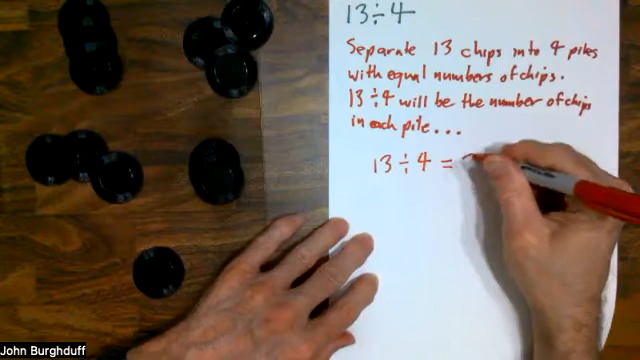 13÷4
Separate 13 chips into 4 piles
with equal numbers of chips.
13÷4 will be the number of chips
in each pile...
13÷4 =
John Burghduff